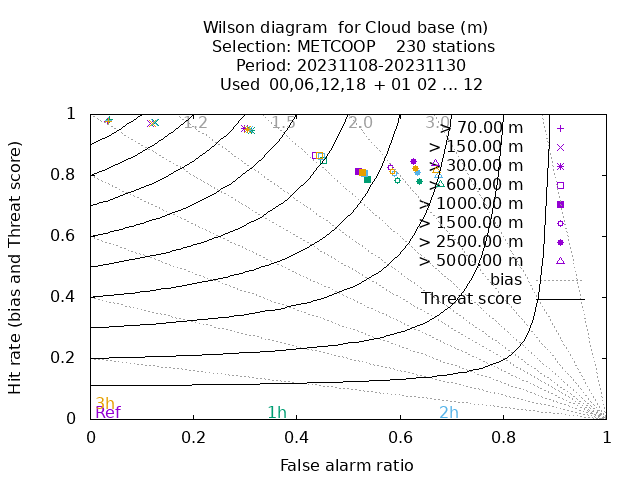 Wilson diagram  for Cloud base (m)
Selection: METCOOP    230 stations
Period: 20231108-20231130
Used  00,06,12,18  + 01 02 ... 12
1.2 1.5 2.0 3.0
> 70.00 m
> 150.00 m
> 300.00 m
> 600.00 m
> 1000.00 m
> 1500.00 m
> 2500.00 m
> 5000.00 m
bias
Threat score
1
0.8
0.6
0.4
0.2
0
Hit rate (bias and Threat score)
3h
Ref 1h 2h
0 0.2 0.4 0.6 0.8 1
False alarm ratio